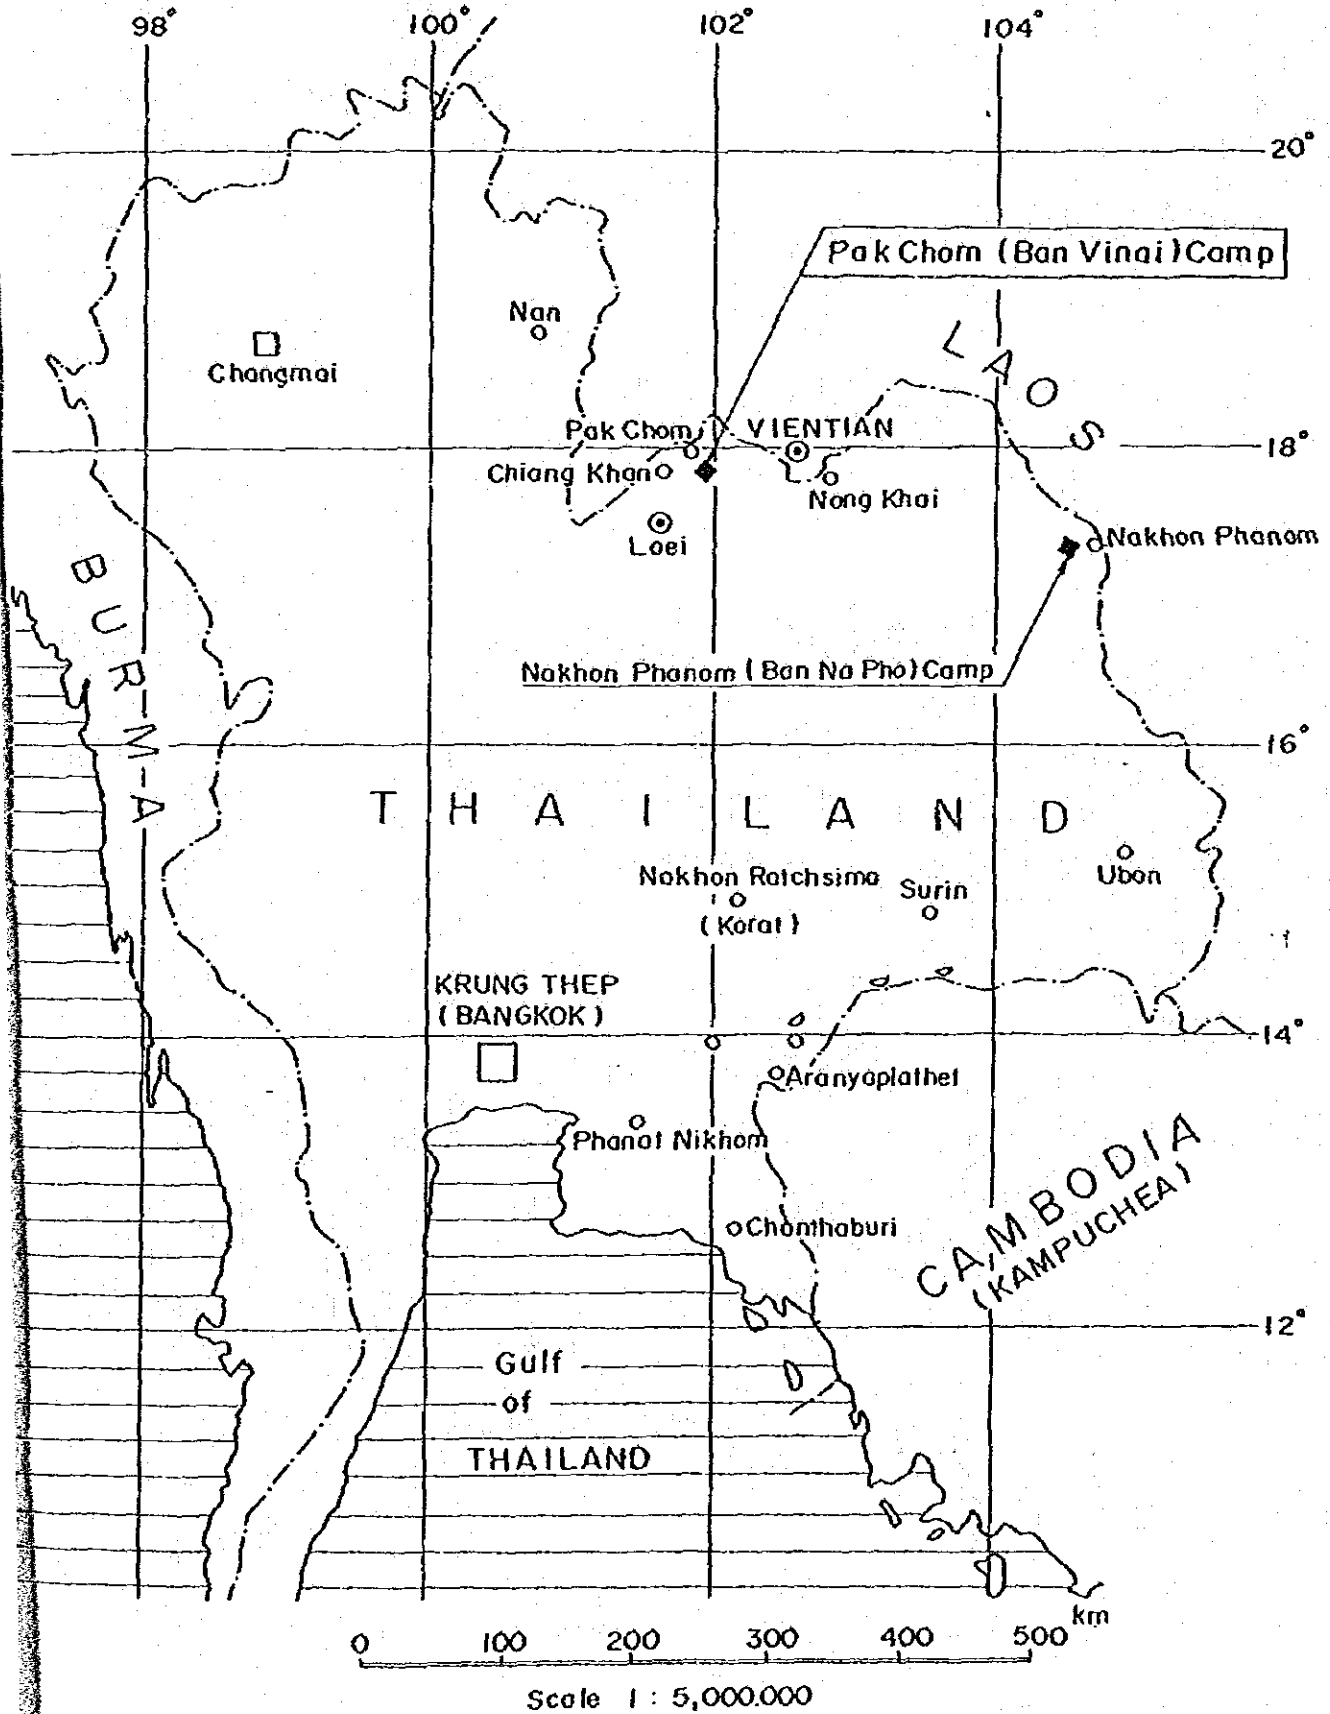 98° 100° 102° 104°
20°
Pak Chom (Ban Vinai) Camp
LAOS
Nan
Changmai
Pak Chom
VIENTIAN
18°
Chiang Khan
Nong Khai
Loei
Nakhon Phanom
BURMA
Nakhon Phanom (Ban Na Pho) Camp
16°
THAILAND
Nakhon Ratchsima
(Korat)
Surin
Ubon
KRUNG THEP
(BANGKOK)
14°
Aranyaplathet
Phanat Nikhom
CAMBODIA
(KAMPUCHEA)
Chonthaburi
12°
Gulf
of
THAILAND
km
0 100 200 300 400 500
Scale 1 : 5,000.000